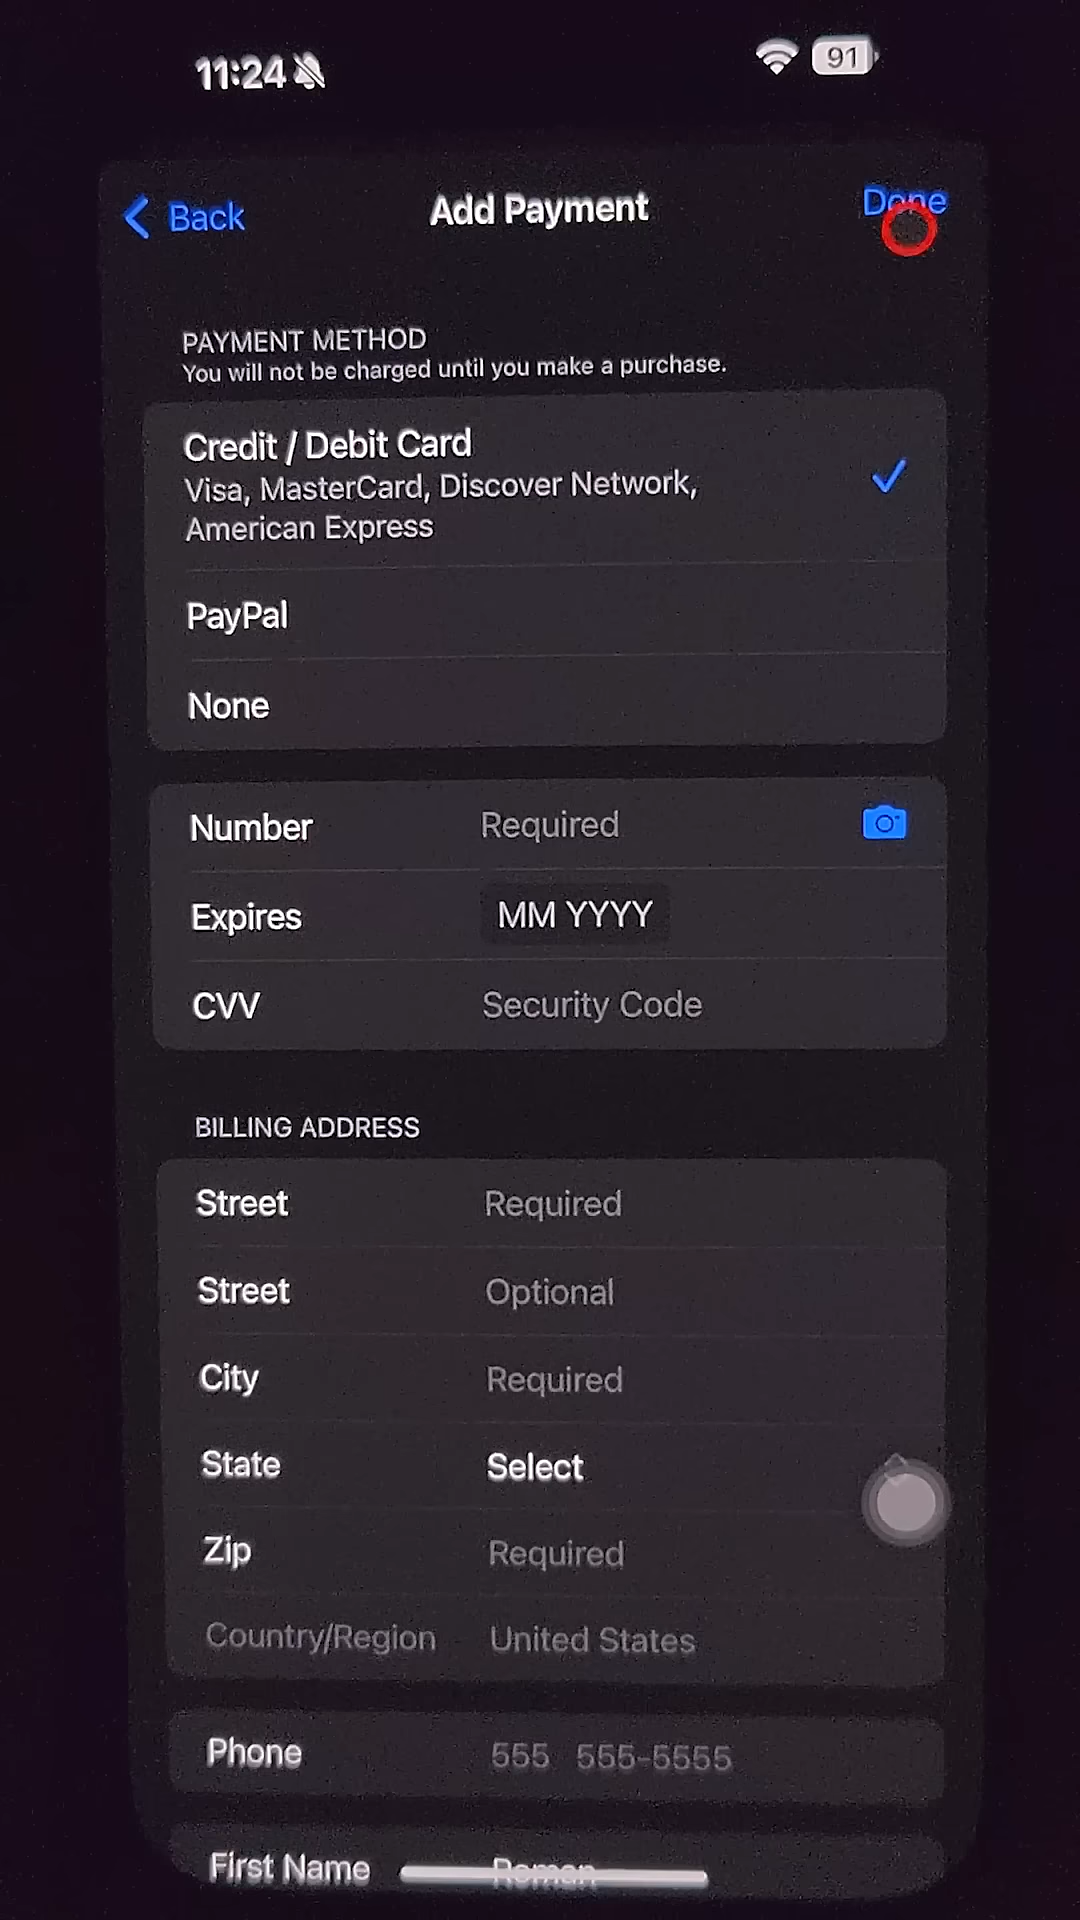 11:24
91
Back
Add Payment
Done
PAYMENT METHOD
You will not be charged until you make a purchase.
Credit / Debit Card
Visa, MasterCard, Discover Network,
American Express
PayPal
None
Number Required
Expires MM YYYY
CVV Security Code
BILLING ADDRESS
Street Required
Street Optional
City Required
State Select
Zip Required
Country/Region United States
Phone 555 555-5555
First Name Roman